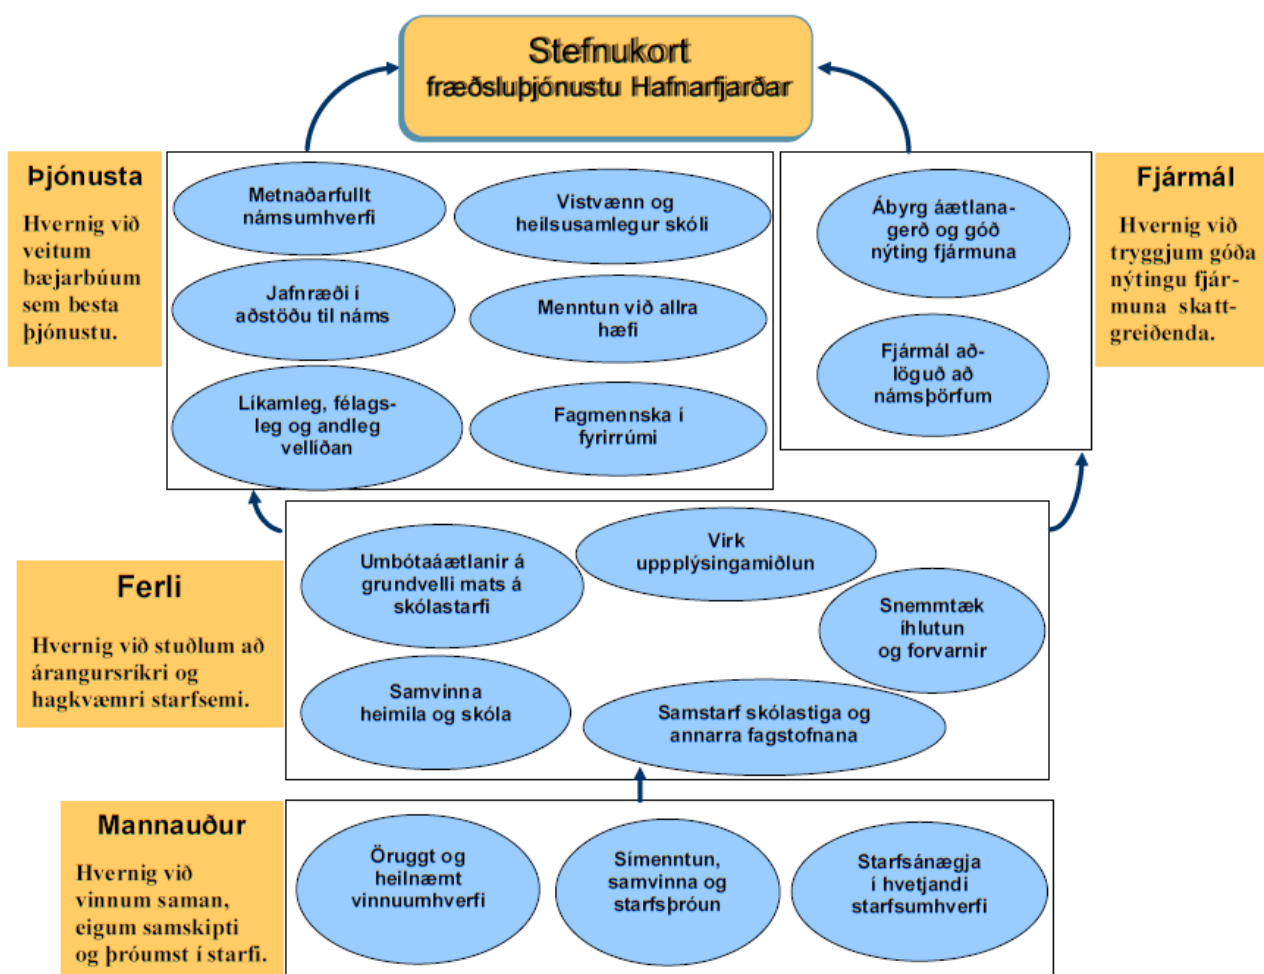 Stefnukort
fræðsluþjónustu Hafnarfjarðar
Þjónusta
Hvernig við
veitum
bæjarbúum
sem besta
þjónustu.
Metnaðarfullt
námsumhverfi
Vistvænn og
heilsusamlegur skóli
Jafnræði í
aðstöðu til náms
Menntun við allra
hæfi
Líkamleg, félags-
leg og andleg
vellíðan
Fagmennska í
fyrirrúmi
Ábyrg áætlana-
gerð og góð
nýting fjármuna
Fjármál að-
löguð að
námsþörfum
Fjármál
Hvernig við
tryggjum góða
nýtingu fjár-
muna skatt-
greiðenda.
Ferli
Hvernig við stuðlum að
árangursríkri og
hagkvæmri starfsemi.
Umbótaáætlanir á
grundvelli mats á
skólastarfi
Virk
uppplýsingamiðlun
Snemmtæk
íhlutun
og forvarnir
Samvinna
heimila og skóla
Samstarf skólastiga og
annarra fagstofnana
Mannauður
Hvernig við
vinnum saman,
eigum samskipti
og þróumst í starfi.
Öruggt og
heilnæmt
vinnuumhverfi
Símenntun,
samvinna og
starfsþróun
Starfsánægja
í hvetjandi
starfsumhverfi